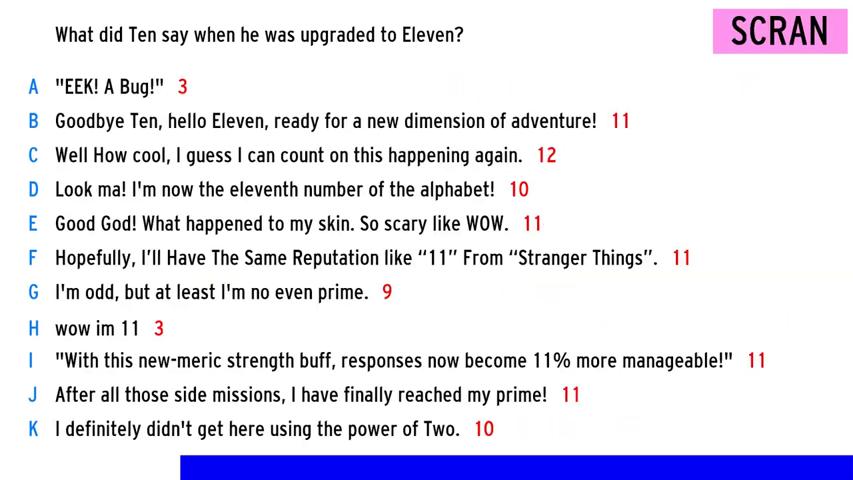 What did Ten say when he was upgraded to Eleven?
SCRAN
A "EEK! A Bug!" 3
B Goodbye Ten, hello Eleven, ready for a new dimension of adventure! 11
C Well How cool, I guess I can count on this happening again. 12
D Look ma! I'm now the eleventh number of the alphabet! 10
E Good God! What happened to my skin. So scary like WOW. 11
F Hopefully, I’ll Have The Same Reputation like “11” From “Stranger Things”. 11
G I'm odd, but at least I'm no even prime. 9
H wow im 11 3
I "With this new-meric strength buff, responses now become 11% more manageable!" 11
J After all those side missions, I have finally reached my prime! 11
K I definitely didn't get here using the power of Two. 10